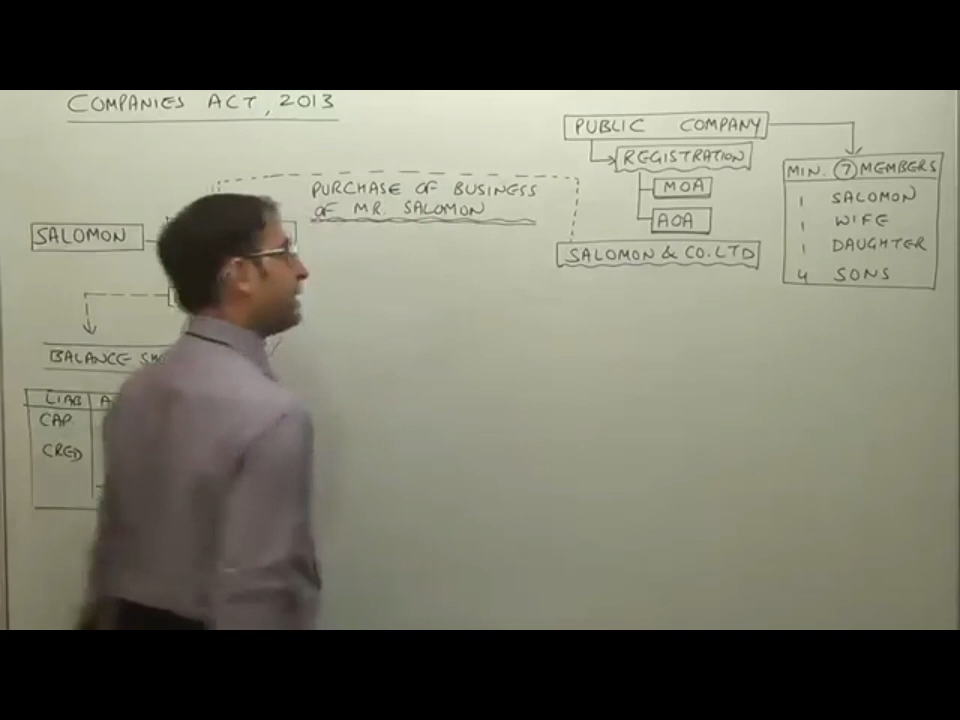 COMPANIES ACT, 2013
PUBLIC COMPANY
REGISTRATION
MOA
AOA
SALOMON & CO. LTD
MIN. 7 MEMBERS
1 SALOMON
1 WIFE
1 DAUGHTER
4 SONS
PURCHASE OF BUSINESS
OF MR. SALOMON
SALOMON
BALANCE
LIAB
CAP
CRED